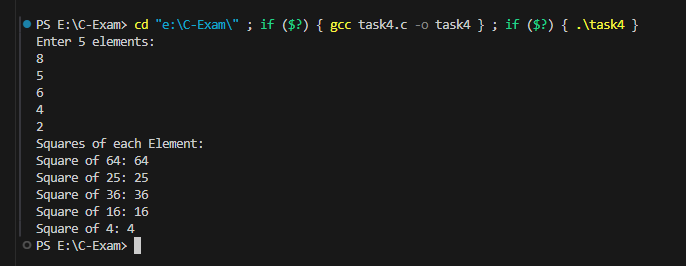 PS E:\C-Exam> cd "e:\C-Exam\" ; if ($?) { gcc task4.c -o task4 } ; if ($?) { .\task4 }
Enter 5 elements:
8
5
6
4
2
Squares of each Element:
Square of 64: 64
Square of 25: 25
Square of 36: 36
Square of 16: 16
Square of 4: 4
PS E:\C-Exam>